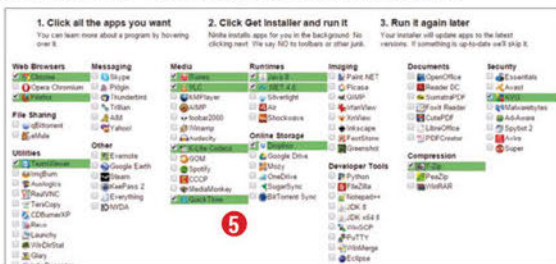 1. Click all the apps you want
You can learn more about a program by hovering
over it.
2. Click Get Installer and run it
Ninite installs apps for you in the background. No
clicking next. We say NO to toolbars or other junk.
3. Run it again later
Your installer will update apps to the latest
versions. If something is up-to-date we'll skip it.
Web Browsers
Chrome
Opera Chromium
Firefox
File Sharing
qBittorrent
eMule
Utilities
TeamViewer
ImgBurn
Auslogics
RealVNC
TeraCopy
CDBurnerXP
Revo
Launchy
WinDirStat
Glary
Messaging
Skype
Pidgin
Thunderbird
Trillian
AIM
Yahoo!
Other
Evernote
Google Earth
Steam
KeePass 2
Everything
NVDA
Media
iTunes
VLC
KMPlayer
AIMP
foobar2000
Winamp
Audacity
K-Lite Codecs
GOM
Spotify
CCCP
MediaMonkey
QuickTime
Runtimes
Java 8
.NET 4.6
Silverlight
Air
Shockwave
Online Storage
Dropbox
Google Drive
Mozy
OneDrive
SugarSync
BitTorrent Sync
Imaging
Paint.NET
Picasa
GIMP
IrfanView
XnView
Inkscape
FastStone
Greenshot
Developer Tools
Python
FileZilla
Notepad++
JDK 8
JDK x64 8
WinSCP
PuTTY
WinMerge
Eclipse
Documents
OpenOffice
Reader DC
SumatraPDF
Foxit Reader
CutePDF
LibreOffice
PDFCreator
Compression
7-Zip
PeaZip
WinRAR
Security
Essentials
Avast
AVG
Malwarebytes
Ad-Aware
Spybot 2
Avira
Super
5